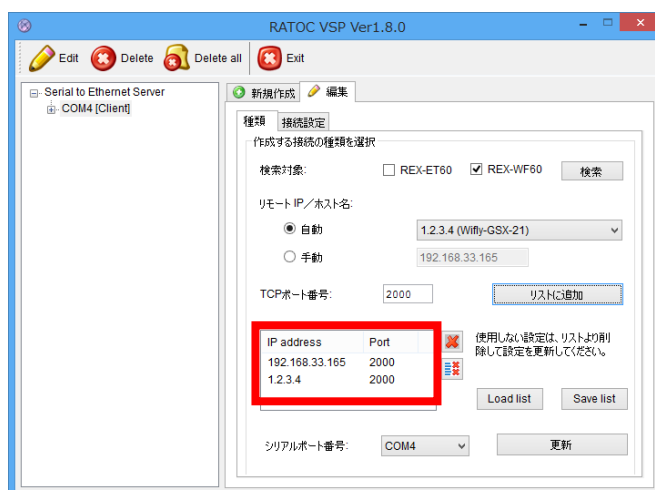 RATOC VSP Ver1.8.0
Edit Delete Delete all Exit
Serial to Ethernet Server
COM4 [Client]
新規作成 編集
種類 接続設定
作成する接続の種類を選択
検索対象: REX-ET60 REX-WF60 検索
リモート IP/ホスト名:
自動 1.2.3.4 (Wifly-GSX-21)
手動 192.168.33.165
TCPポート番号: 2000 リストに追加
IP address Port
192.168.33.165 2000
1.2.3.4 2000
使用しない設定は、リストより削
除して設定を更新してください。
Load list Save list
シリアルポート番号: COM4 更新